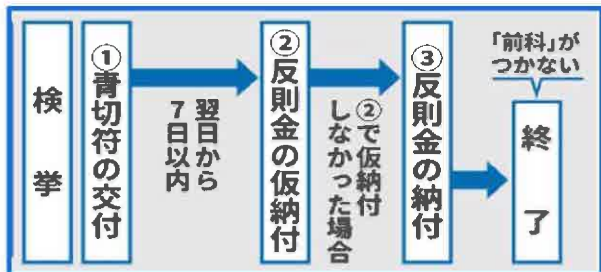 検挙
①青切符の交付
翌日から
7日以内
②反則金の仮納付
②で仮納付
しなかった場合
③反則金の納付
「前科」が
つかない
終了